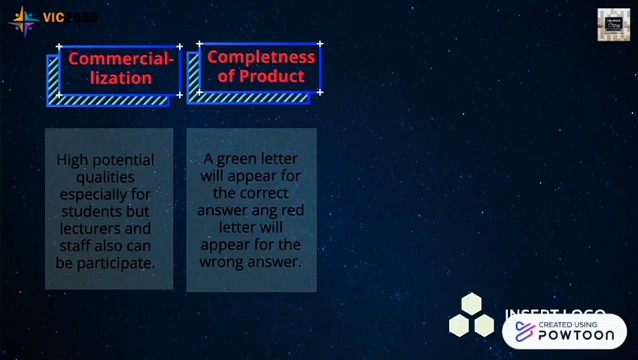 VIC2020
Commercial-
lization
Completness
of Product
High potential
qualities
especially for
students but
lecturers and
staff also can
be participate.
A green letter
will appear for
the correct
answer ang red
letter will
appear for the
wrong answer.
INSERT LOGO
CREATED USING
POWTOON